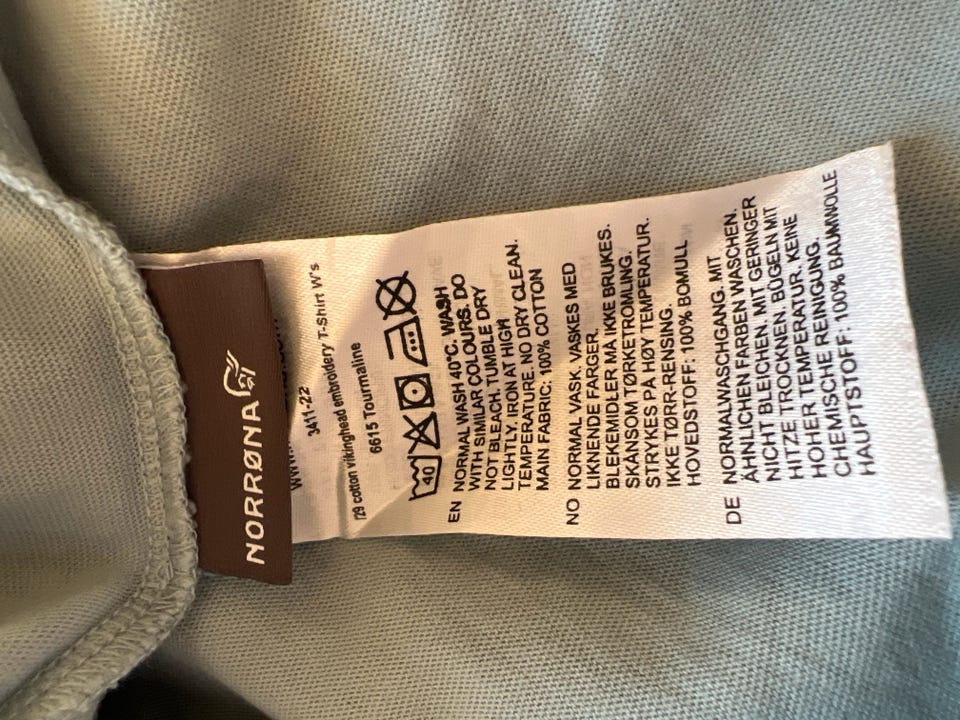 NORRØNA
3411-22
/29 cotton vikinghead embroidery T-Shirt W's
6615 Tourmaline
40
EN NORMAL WASH 40°C. WASH
WITH SIMILAR COLOURS. DO
NOT BLEACH. TUMBLE DRY
LIGHTLY. IRON AT HIGH
TEMPERATURE. NO DRY CLEAN.
MAIN FABRIC: 100% COTTON
NO NORMAL VASK. VASKES MED
LIKNENDE FARGER.
BLEKEMIDLER MÅ IKKE BRUKES.
SKÅNSOM TØRKETROMLING.
STRYKES PÅ HØY TEMPERATUR.
IKKE TØRR-RENSING.
HOVEDSTOFF: 100% BOMULL
DE NORMALWASCHGANG. MIT
ÄHNLICHEN FARBEN WASCHEN.
NICHT BLEICHEN. MIT GERINGER
HITZE TROCKNEN. BÜGELN MIT
HOHER TEMPERATUR. KEINE
CHEMISCHE REINIGUNG.
HAUPTSTOFF: 100% BAUMWOLLE